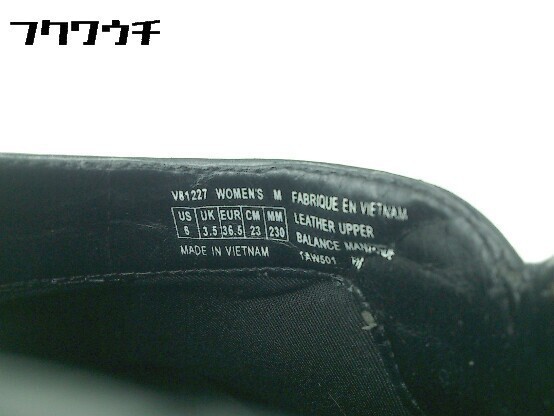 フクワウチ
V81227 WOMEN'S M FABRIQUE EN VIETNAM
US UK EUR CM MM LEATHER UPPER
6 3.5 36.5 23 230 BALANCE
MADE IN VIETNAM